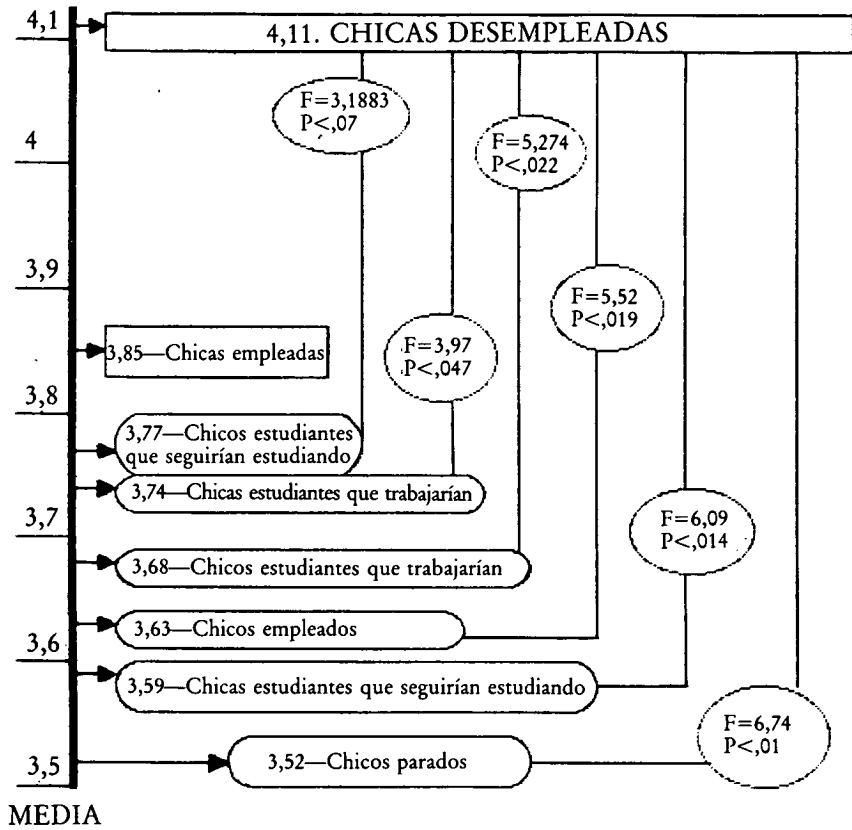 4,1
4,11. CHICAS DESEMPLEADAS
F=3,1883
P<,07
F=5,274
P<,022
4
3,9
F=5,52
P<,019
3,85—Chicas empleadas
F=3,97
P<,047
3,8
3,77—Chicos estudiantes
que seguirían estudiando
3,74—Chicas estudiantes que trabajarían
3,7
F=6,09
P<,014
3,68—Chicos estudiantes que trabajarían
3,63—Chicos empleados
3,6
3,59—Chicas estudiantes que seguirían estudiando
F=6,74
P<,01
3,52—Chicos parados
3,5
MEDIA